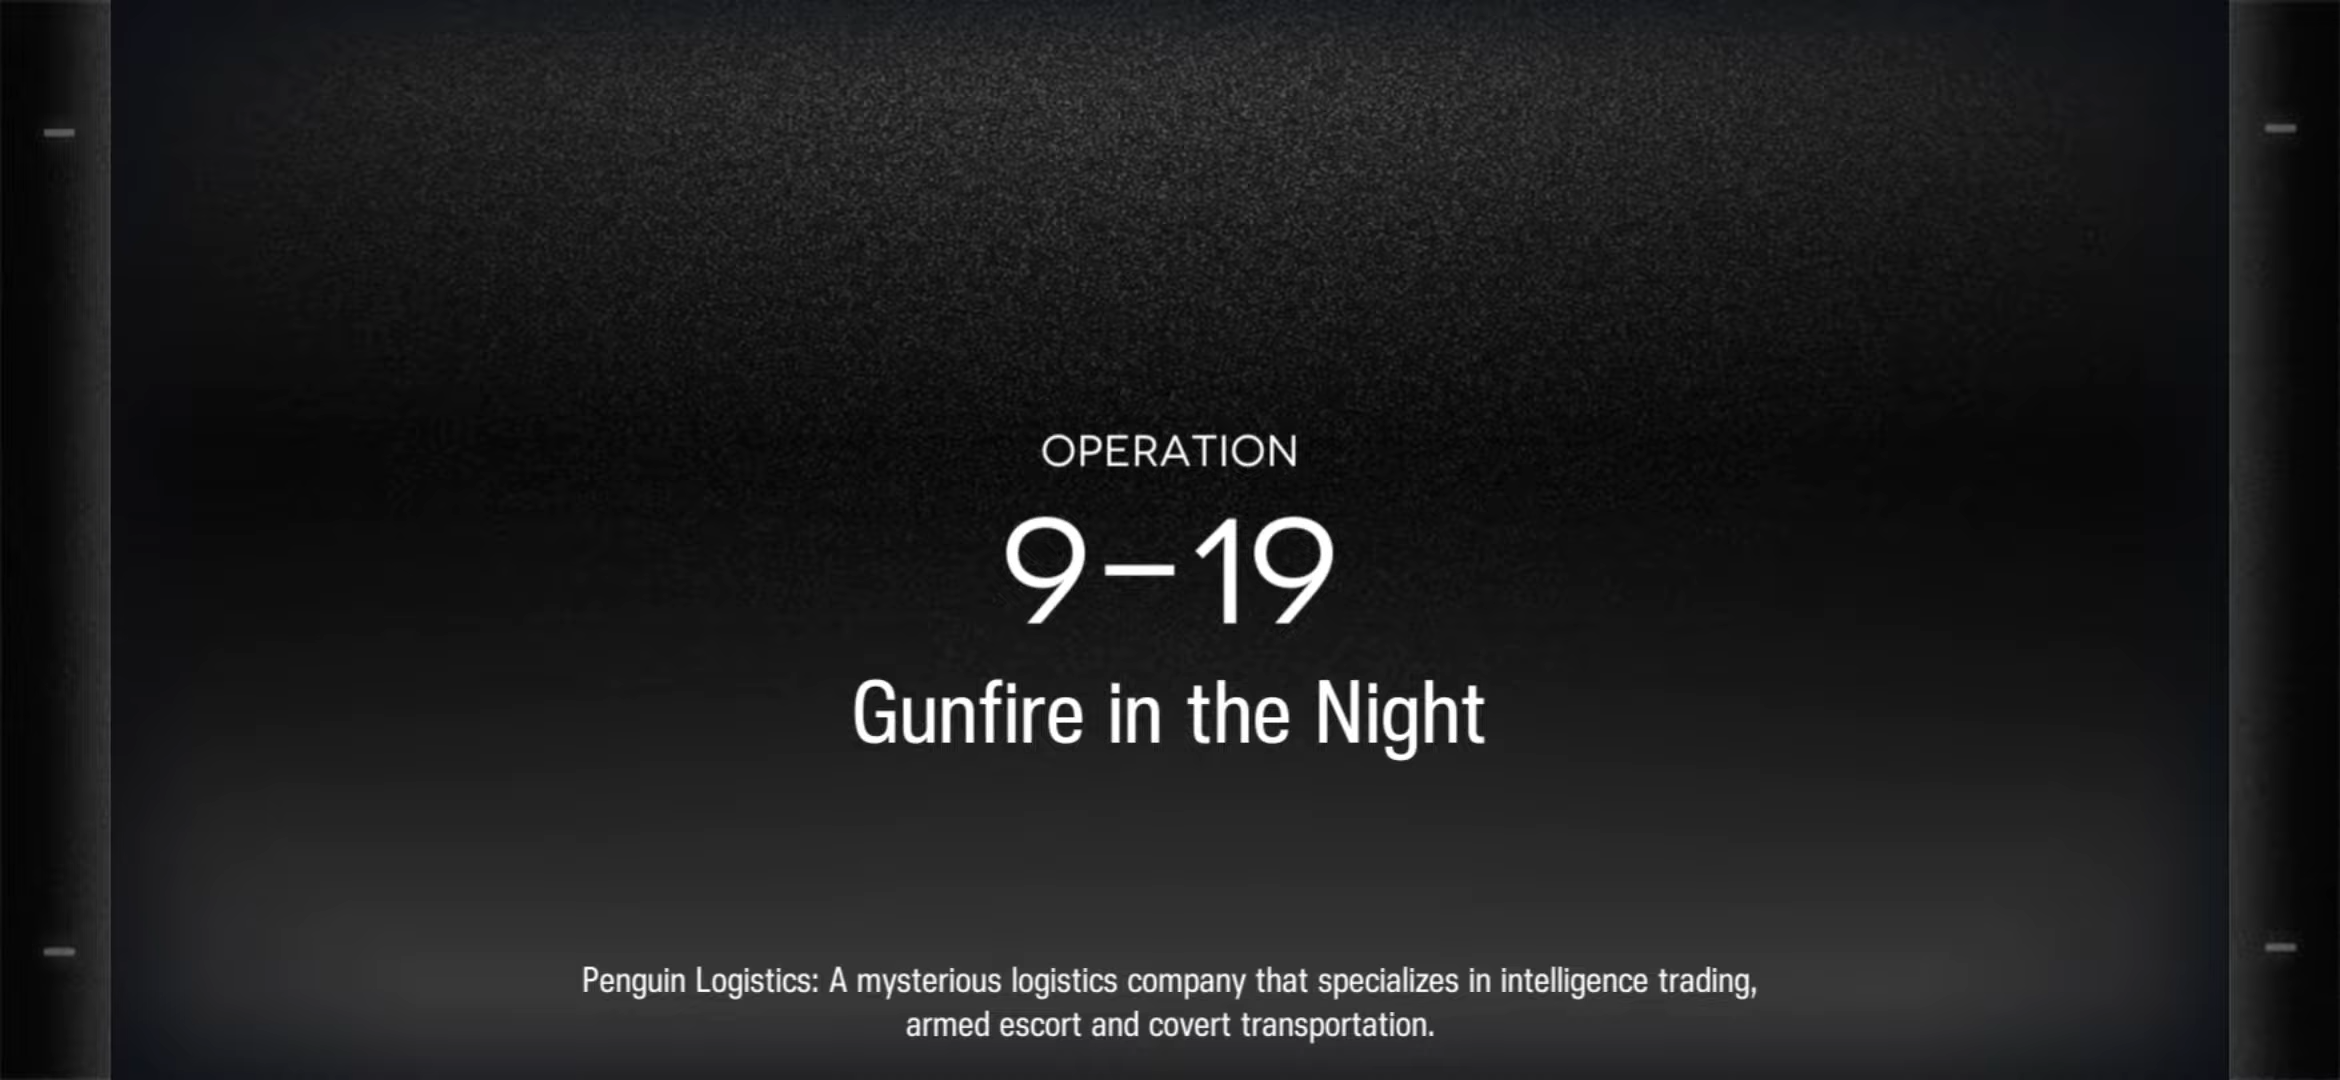 OPERATION
9-19
Gunfire in the Night
Penguin Logistics: A mysterious logistics company that specializes in intelligence trading,
armed escort and covert transportation.